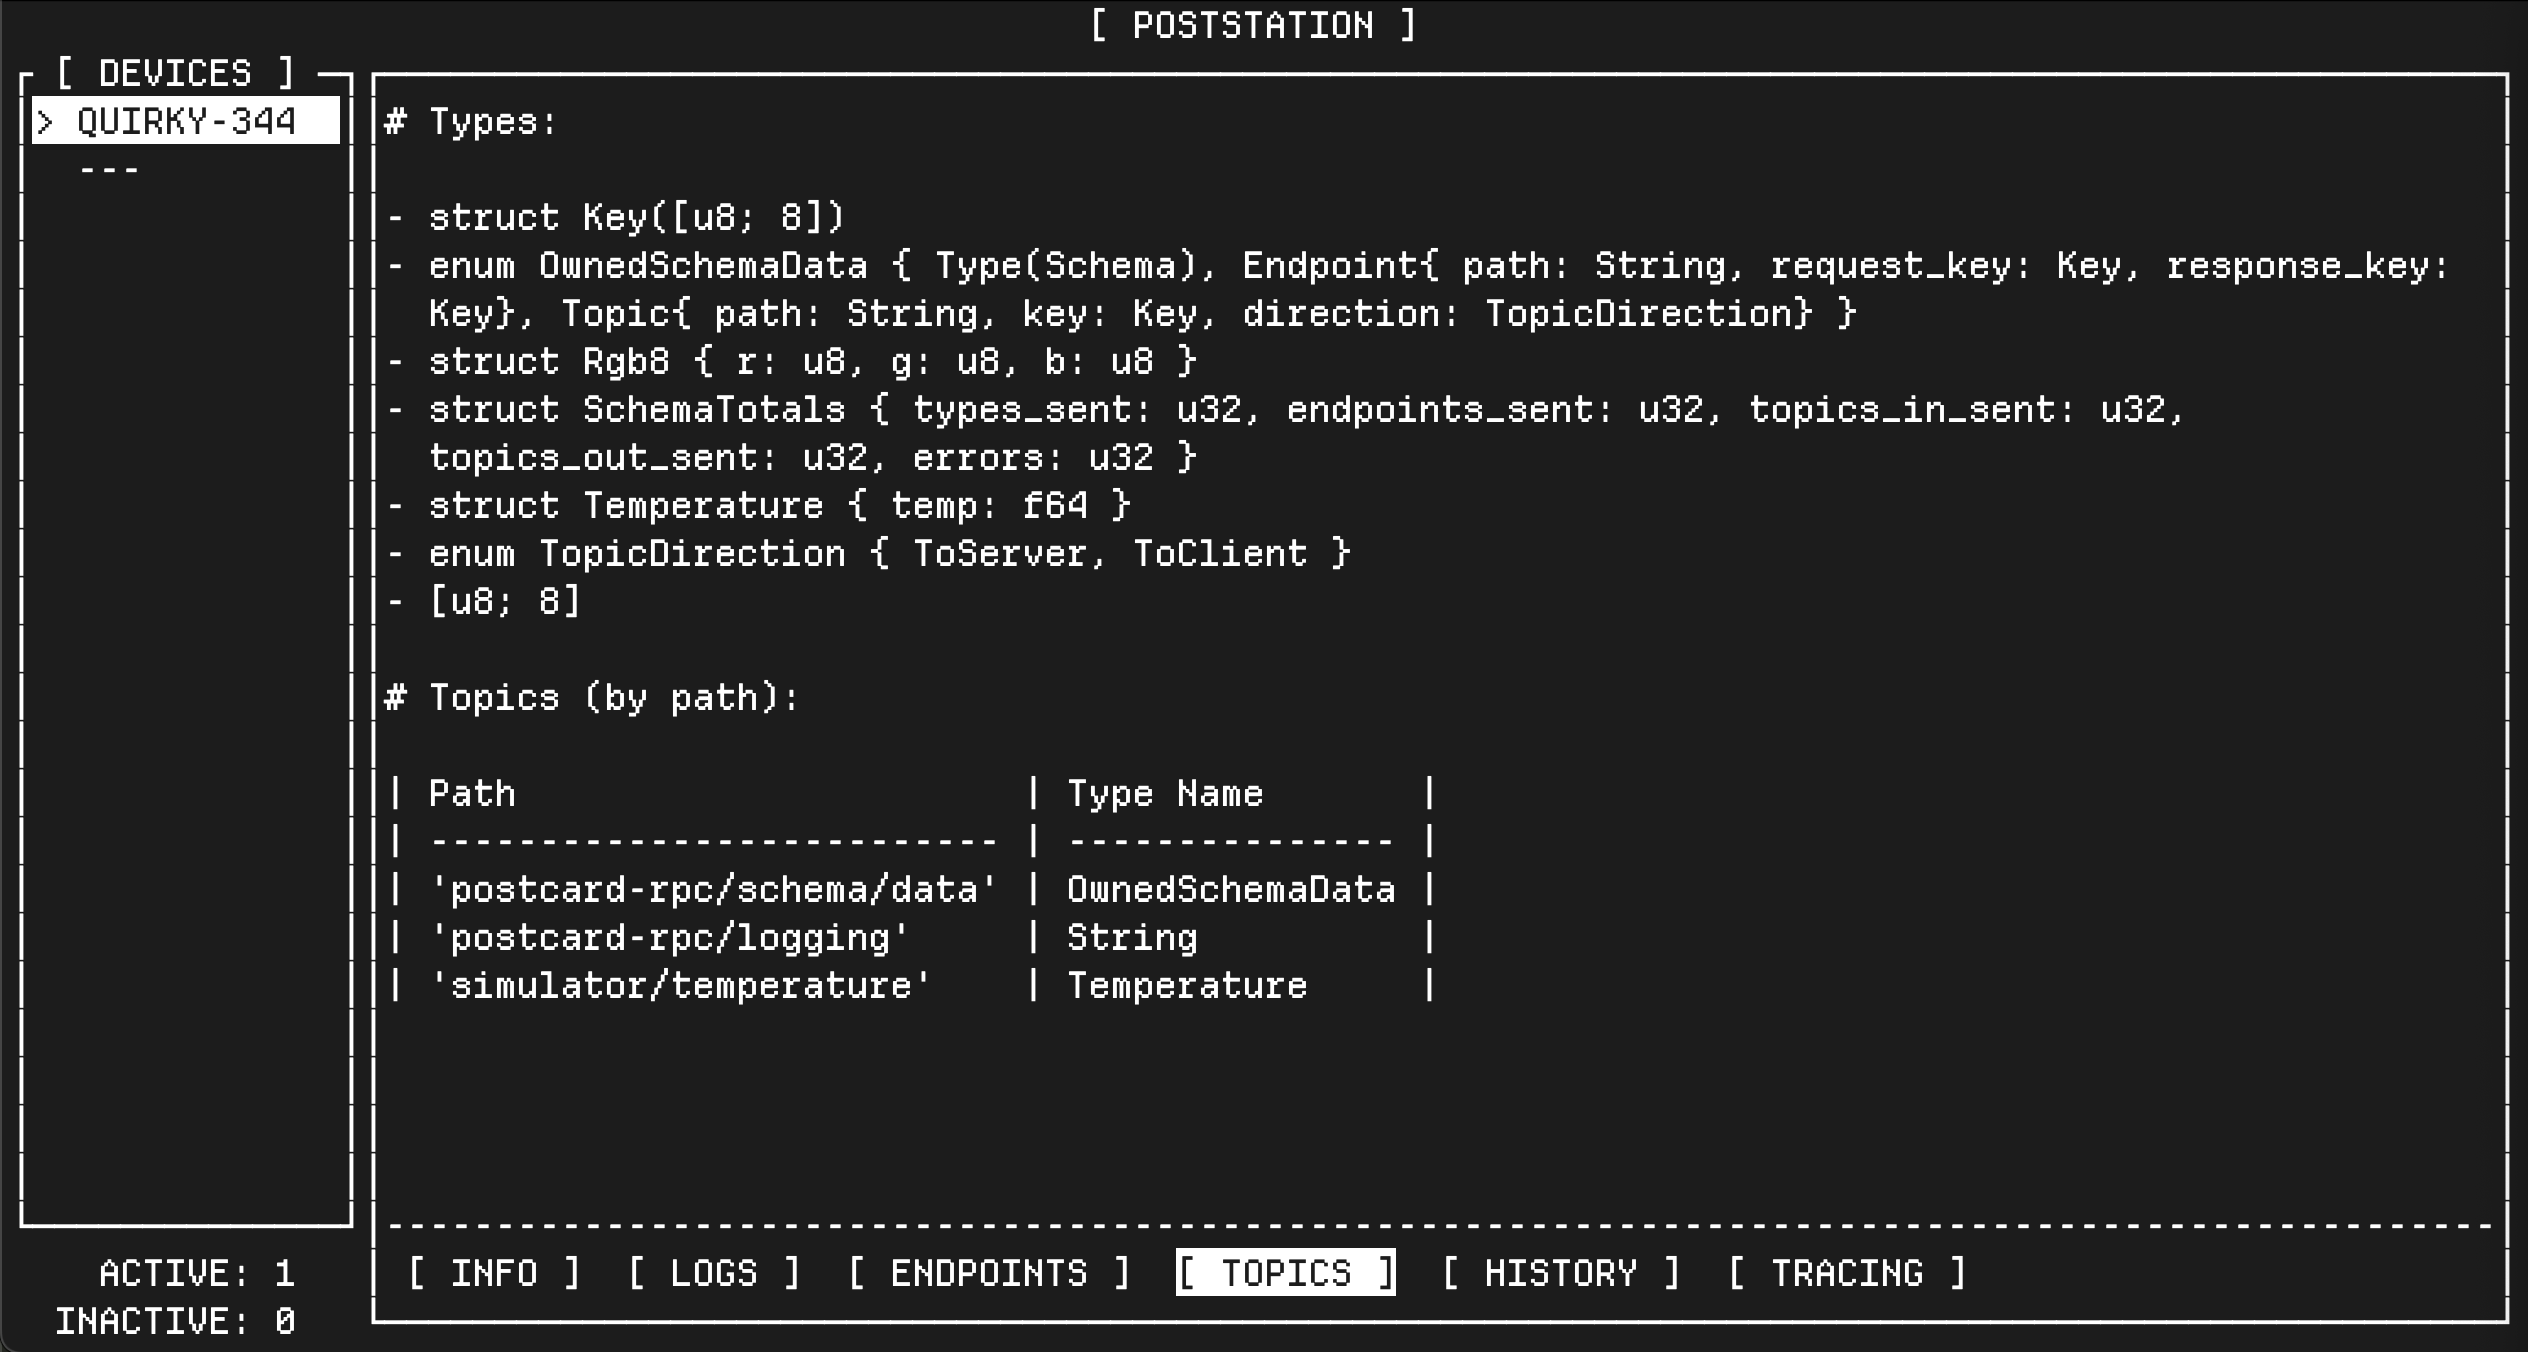 [ POSTSTATION ]
[ DEVICES ]
> QUIRKY-344
---
ACTIVE: 1
INACTIVE: 0
# Types:
- struct Key([u8; 8])
- enum OwnedSchemaData { Type(Schema), Endpoint{ path: String, request_key: Key, response_key:
Key}, Topic{ path: String, key: Key, direction: TopicDirection} }
- struct Rgb8 { r: u8, g: u8, b: u8 }
- struct SchemaTotals { types_sent: u32, endpoints_sent: u32, topics_in_sent: u32,
topics_out_sent: u32, errors: u32 }
- struct Temperature { temp: f64 }
- enum TopicDirection { ToServer, ToClient }
- [u8; 8]
# Topics (by path):
| Path                       | Type Name       |
| -------------------------- | --------------- |
| 'postcard-rpc/schema/data' | OwnedSchemaData |
| 'postcard-rpc/logging'     | String          |
| 'simulator/temperature'    | Temperature     |
[ INFO ] [ LOGS ] [ ENDPOINTS ] [ TOPICS ] [ HISTORY ] [ TRACING ]